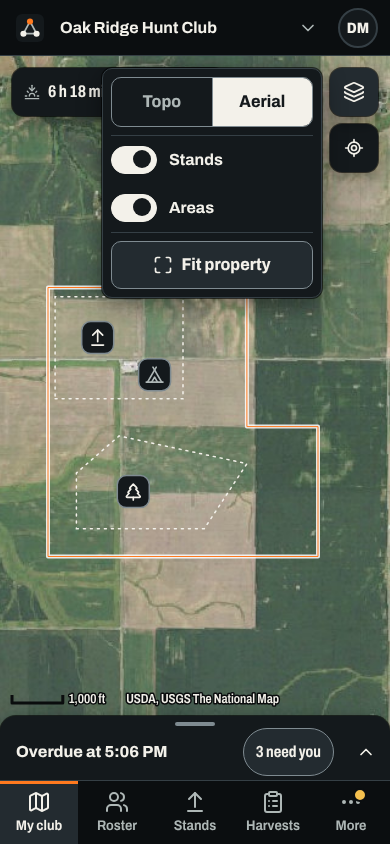 Oak Ridge Hunt Club
DM
6 h 18 m
Topo
Aerial
Stands
Areas
Fit property
1,000 ft
USDA, USGS The National Map
Overdue at 5:06 PM
3 need you
My club
Roster
Stands
Harvests
More